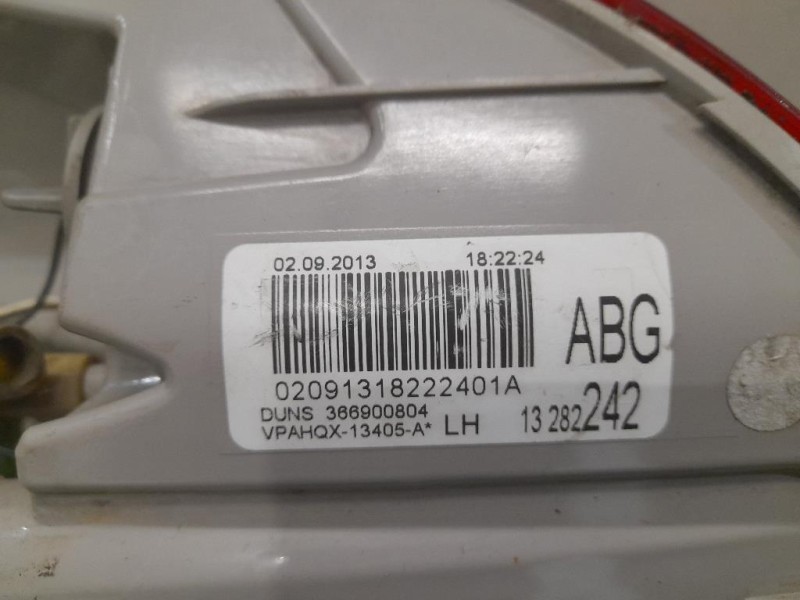 02.09.2013 18:22:24
ABG
02091318222401A
DUNS 366900804
VPAHQX-13405-A* LH 13 282 242